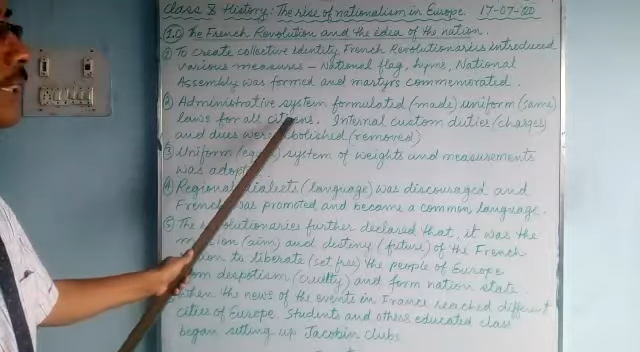 Class 8 History: The rise of nationalism in Europe. 17-07-20
1.0 The French Revolution and the idea of the nation.
① To create collective identity French Revolutionaries introduced
various measures – National flag, hymns, National
Assembly was formed and martyrs commemorated.
② Administrative system formulated (made) uniform (same)
laws for all citizens. Internal custom duties (charges)
and dues were abolished (removed)
③ Uniform system of weights and measurements
was
④ Regional dialects (language) was discouraged and
French was promoted and became a common language.
⑤ The revolutionaries further declared that, it was the
(aim) and destiny (future) of the French
to liberate (set free) the people of Europe
despotism (cruelty) and form nation state.
When the news of the events in France reached different
cities of Europe. Students and others educated class
began setting up Jacobin clubs